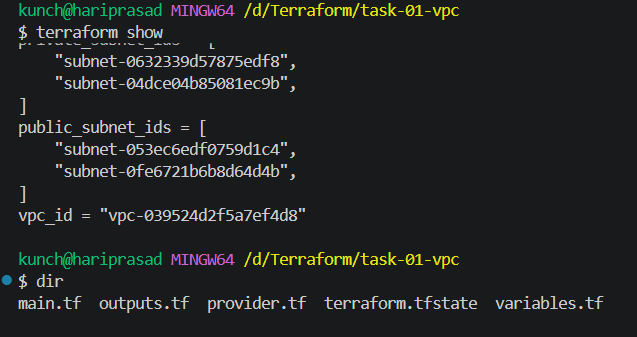 kunch@hariprasad MINGW64 /d/Terraform/task-01-vpc
$ terraform show
private_subnet_ids = [
    "subnet-0632339d57875edf8",
    "subnet-04dce04b85081ec9b",
]
public_subnet_ids = [
    "subnet-053ec6edf0759d1c4",
    "subnet-0fe6721b6b8d64d4b",
]
vpc_id = "vpc-039524d2f5a7ef4d8"
kunch@hariprasad MINGW64 /d/Terraform/task-01-vpc
$ dir
main.tf  outputs.tf  provider.tf  terraform.tfstate  variables.tf